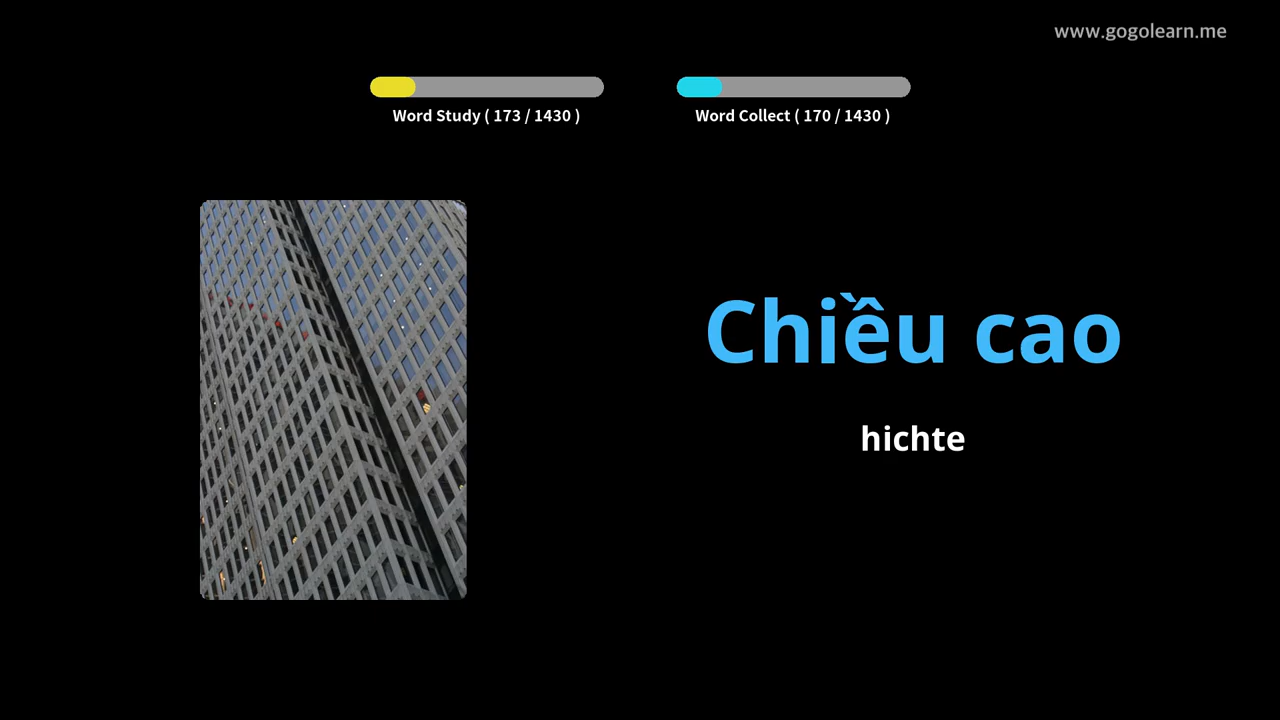 www.gogolearn.me
Word Study ( 173 / 1430 )
Word Collect ( 170 / 1430 )
Chiều cao
hichte